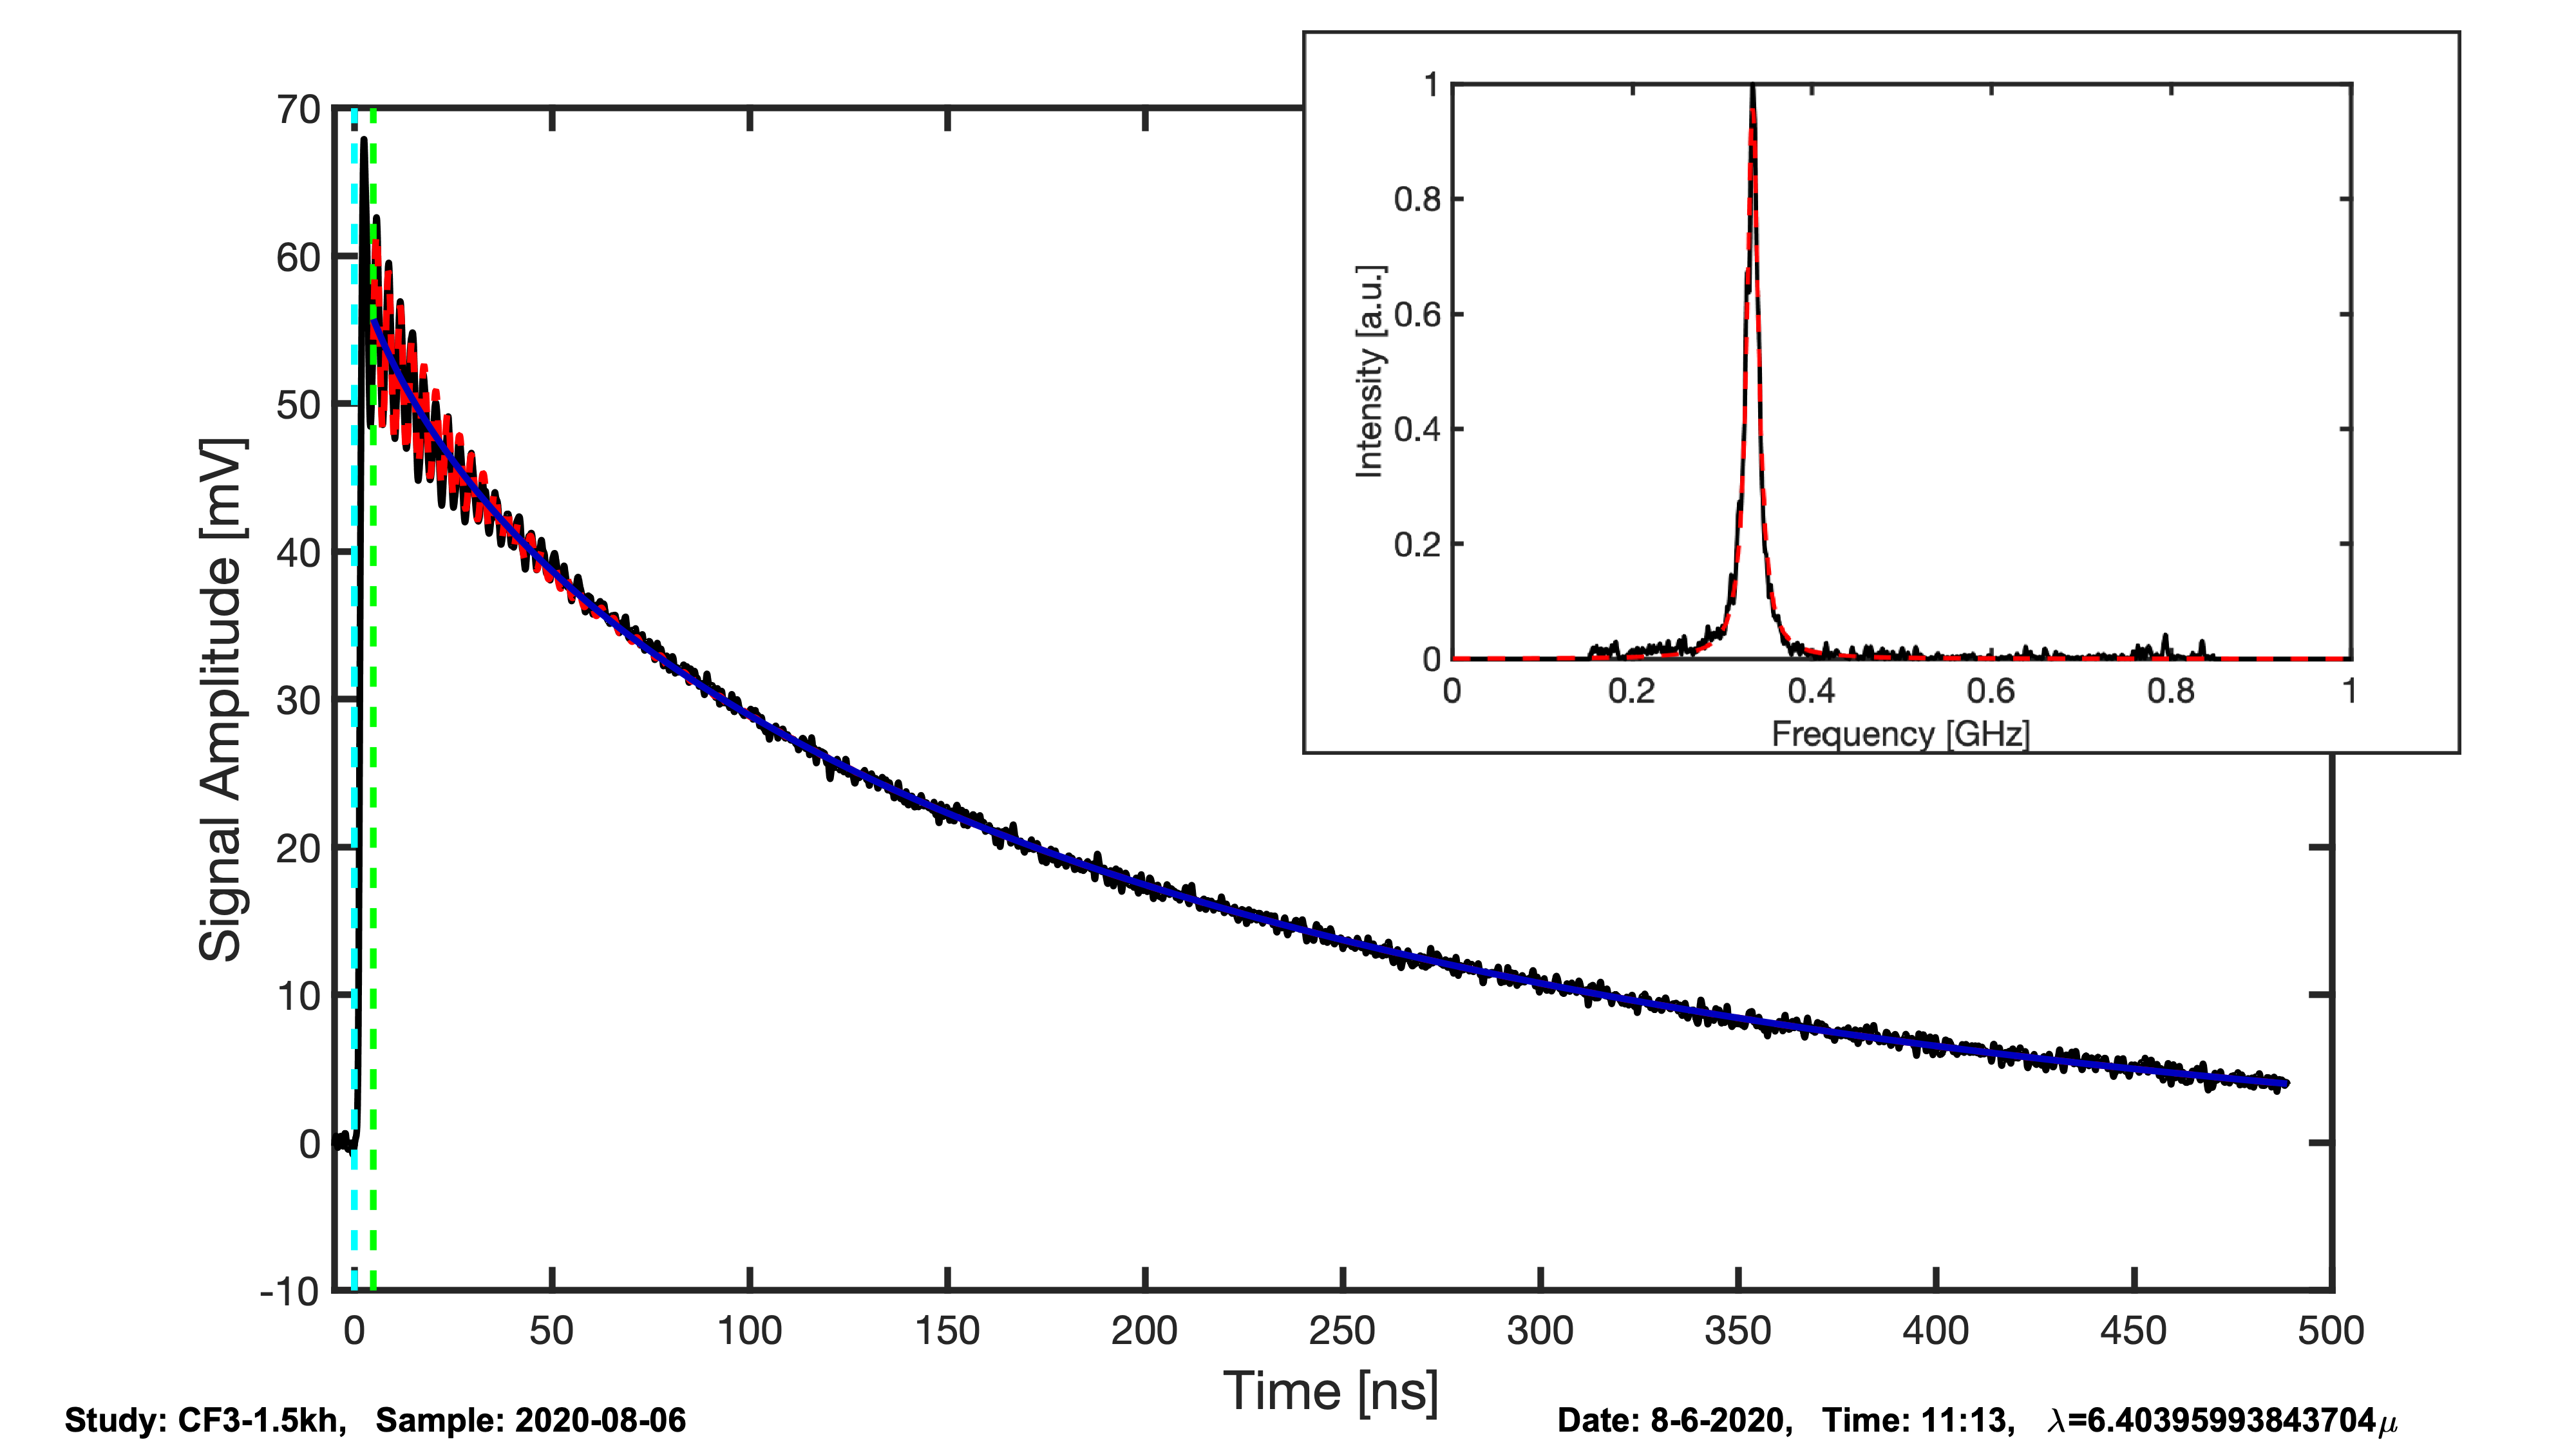 70
60
50
40
30
20
10
0
-10
Signal Amplitude [mV]
0 50 100 150 200 250 300 350 400 450 500
Time [ns]
1
0.8
0.6
0.4
0.2
0
Intensity [a.u.]
0 0.2 0.4 0.6 0.8 1
Frequency [GHz]
Study: CF3-1.5kh, Sample: 2020-08-06
Date: 8-6-2020, Time: 11:13, λ=6.40395993843704μ